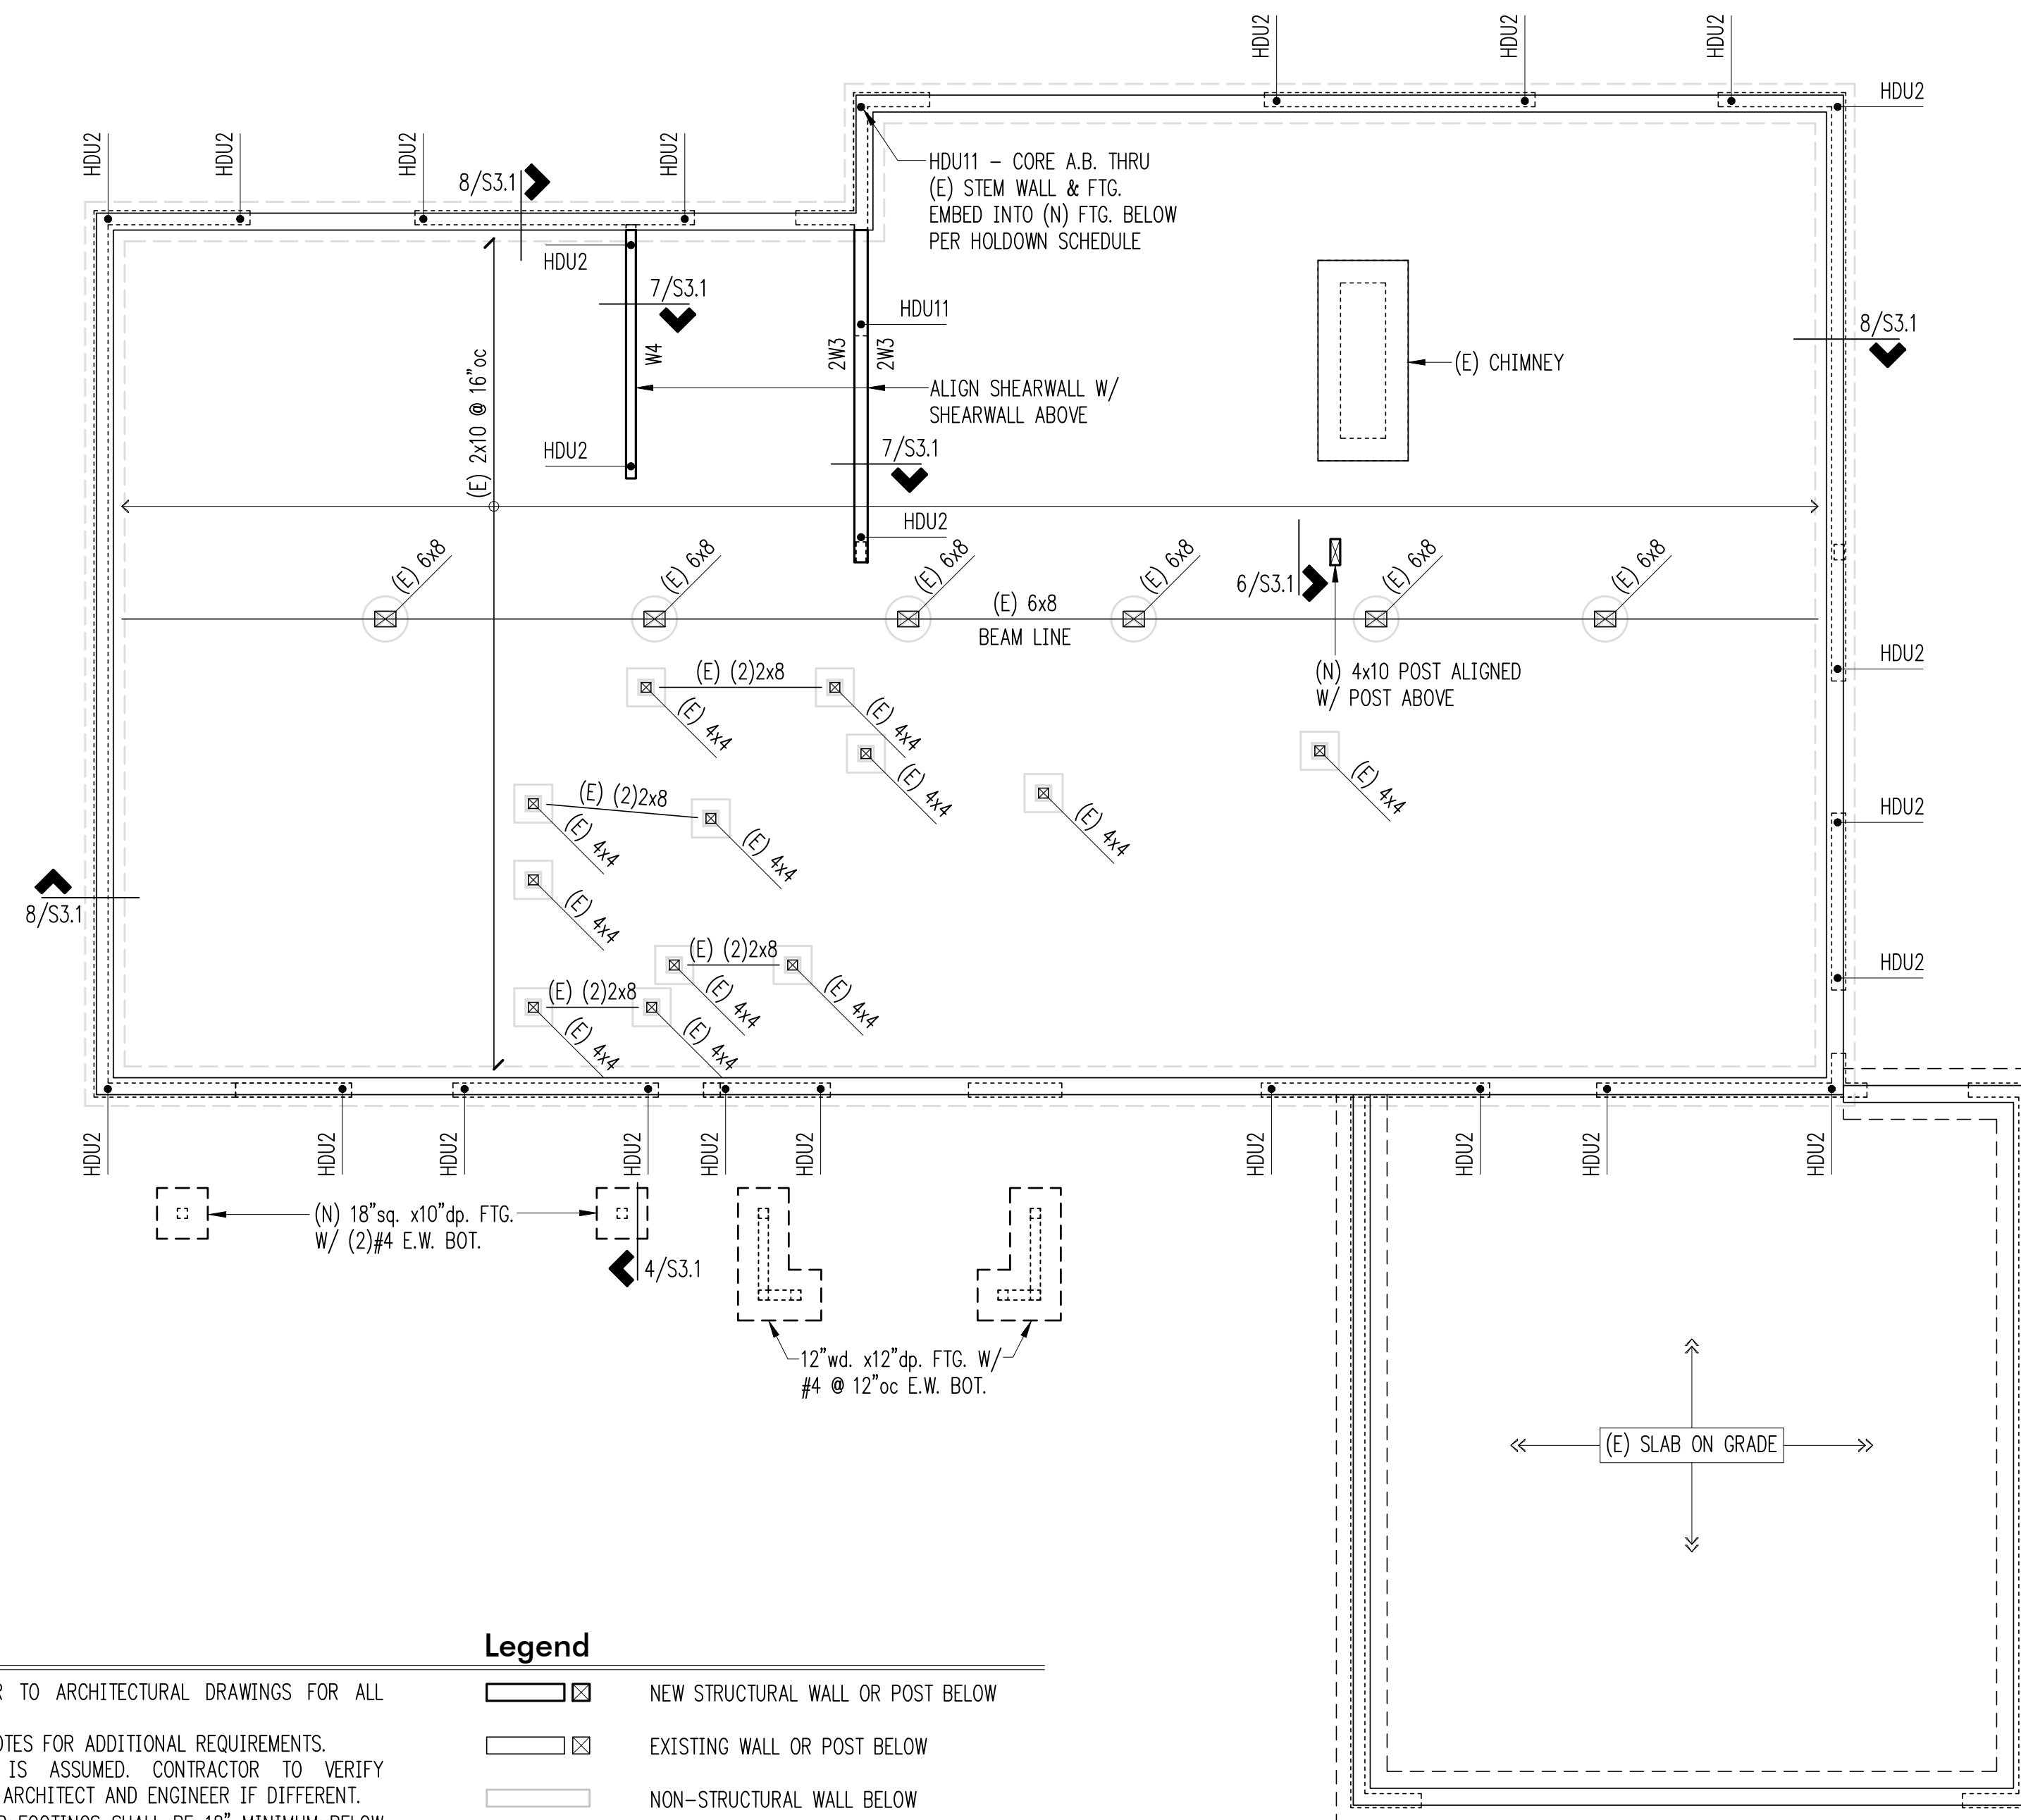 HDU2
HDU2
HDU2
HDU2
HDU2
HDU2
HDU2
HDU2
8/S3.1
HDU11 – CORE A.B. THRU
(E) STEM WALL & FTG.
EMBED INTO (N) FTG. BELOW
PER HOLDOWN SCHEDULE
HDU2
7/S3.1
HDU11
8/S3.1
W4
2W3
2W3
(E) CHIMNEY
ALIGN SHEARWALL W/
SHEARWALL ABOVE
(E) 2x10 @ 16"oc
HDU2
7/S3.1
HDU2
(E) 6x8
(E) 6x8
(E) 6x8
(E) 6x8
(E) 6x8
(E) 6x8
6/S3.1
(E) 6x8
BEAM LINE
(N) 4x10 POST ALIGNED
W/ POST ABOVE
HDU2
(E) (2)2x8
(E) 4x4
(E) 4x4
(E) 4x4
(E) 4x4
(E) 4x4
(E) (2)2x8
(E) 4x4
(E) 4x4
HDU2
(E) 4x4
8/S3.1
(E) (2)2x8
(E) 4x4
(E) 4x4
HDU2
(E) (2)2x8
(E) 4x4
(E) 4x4
HDU2
HDU2
HDU2
HDU2
HDU2
HDU2
HDU2
HDU2
HDU2
HDU2
(N) 18"sq. x10"dp. FTG.
W/ (2)#4 E.W. BOT.
4/S3.1
12"wd. x12"dp. FTG. W/
#4 @ 12"oc E.W. BOT.
(E) SLAB ON GRADE
Legend
TO ARCHITECTURAL DRAWINGS FOR ALL
NEW STRUCTURAL WALL OR POST BELOW
FOR ADDITIONAL REQUIREMENTS.
IS ASSUMED. CONTRACTOR TO VERIFY
EXISTING WALL OR POST BELOW
ARCHITECT AND ENGINEER IF DIFFERENT.
NON-STRUCTURAL WALL BELOW
FOOTINGS SHALL BE 18" MINIMUM BELOW